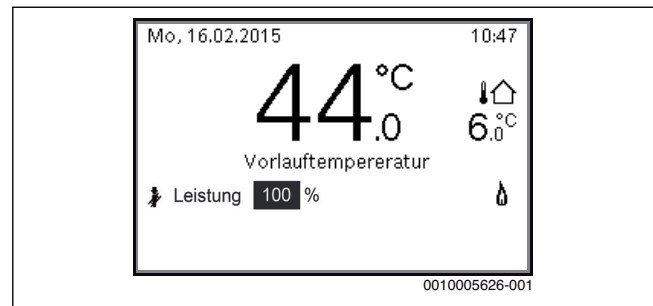 Mo, 16.02.2015 10:47
44.0 °C
6.0 °C
Vorlauftempereratur
Leistung 100 %
0010005626-001